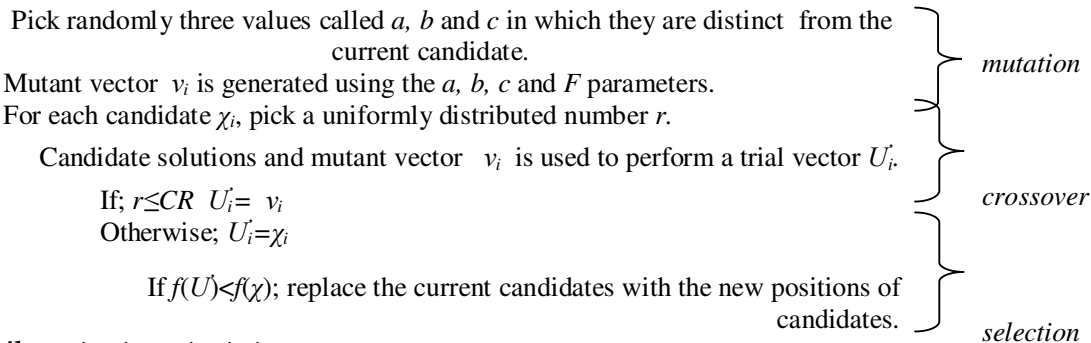 Pick randomly three values called a, b and c in which they are distinct from the
current candidate.
mutation
Mutant vector vi is generated using the a, b, c and F parameters.
For each candidate χi, pick a uniformly distributed number r.
Candidate solutions and mutant vector vi is used to perform a trial vector U'i.
If; r≤CR U'i= vi
crossover
Otherwise; U'i=χi
If f(U')<f(χ); replace the current candidates with the new positions of
candidates.
selection